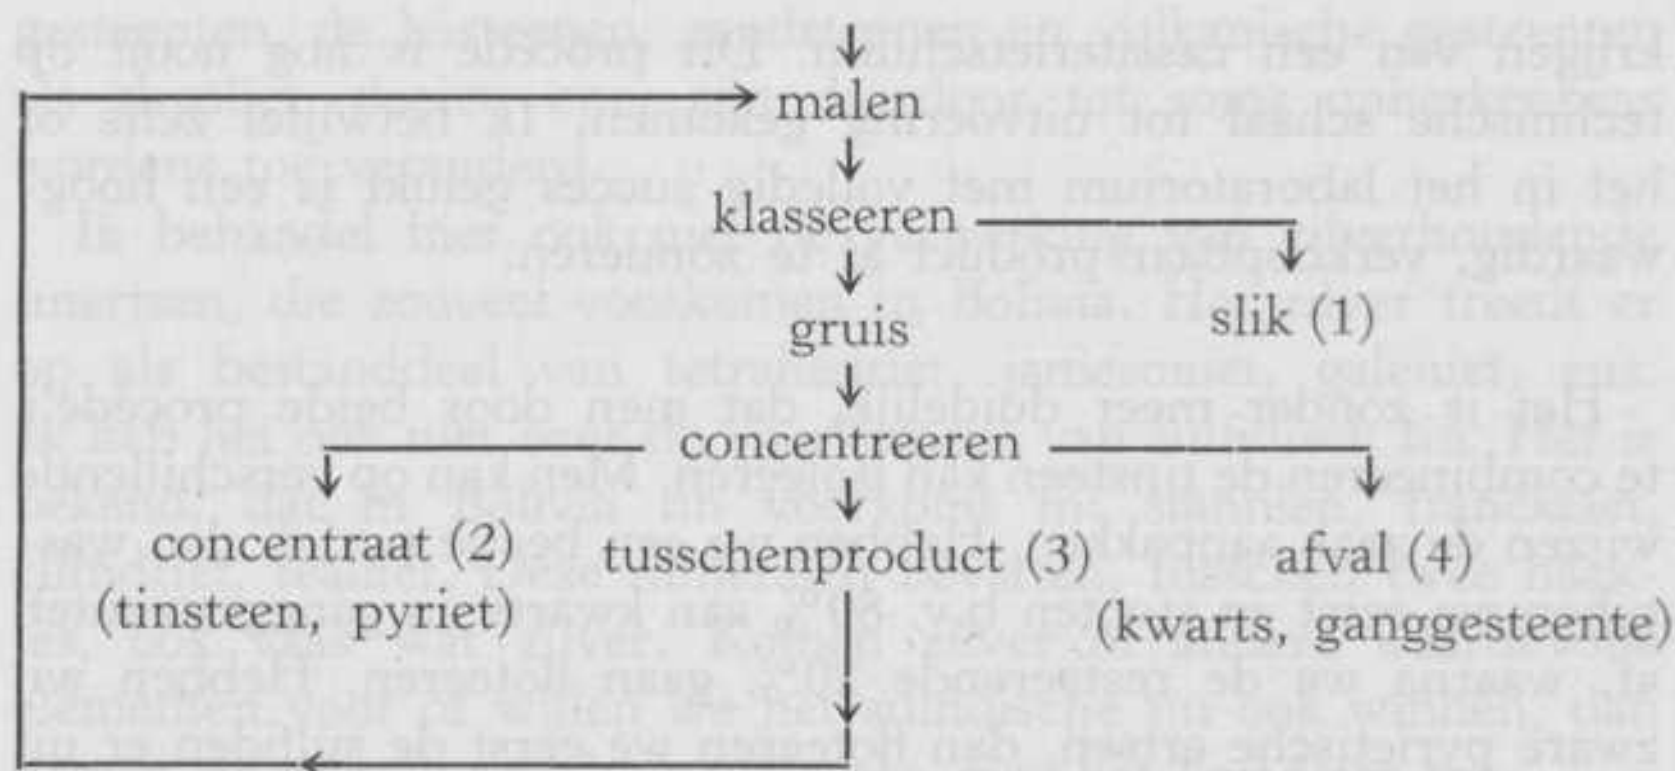 malen
klasseeren
slik (1)
gruis
concentreeren
concentraat (2) tusschenproduct (3) afval (4)
(tinsteen, pyriet) (kwarts, ganggesteente)